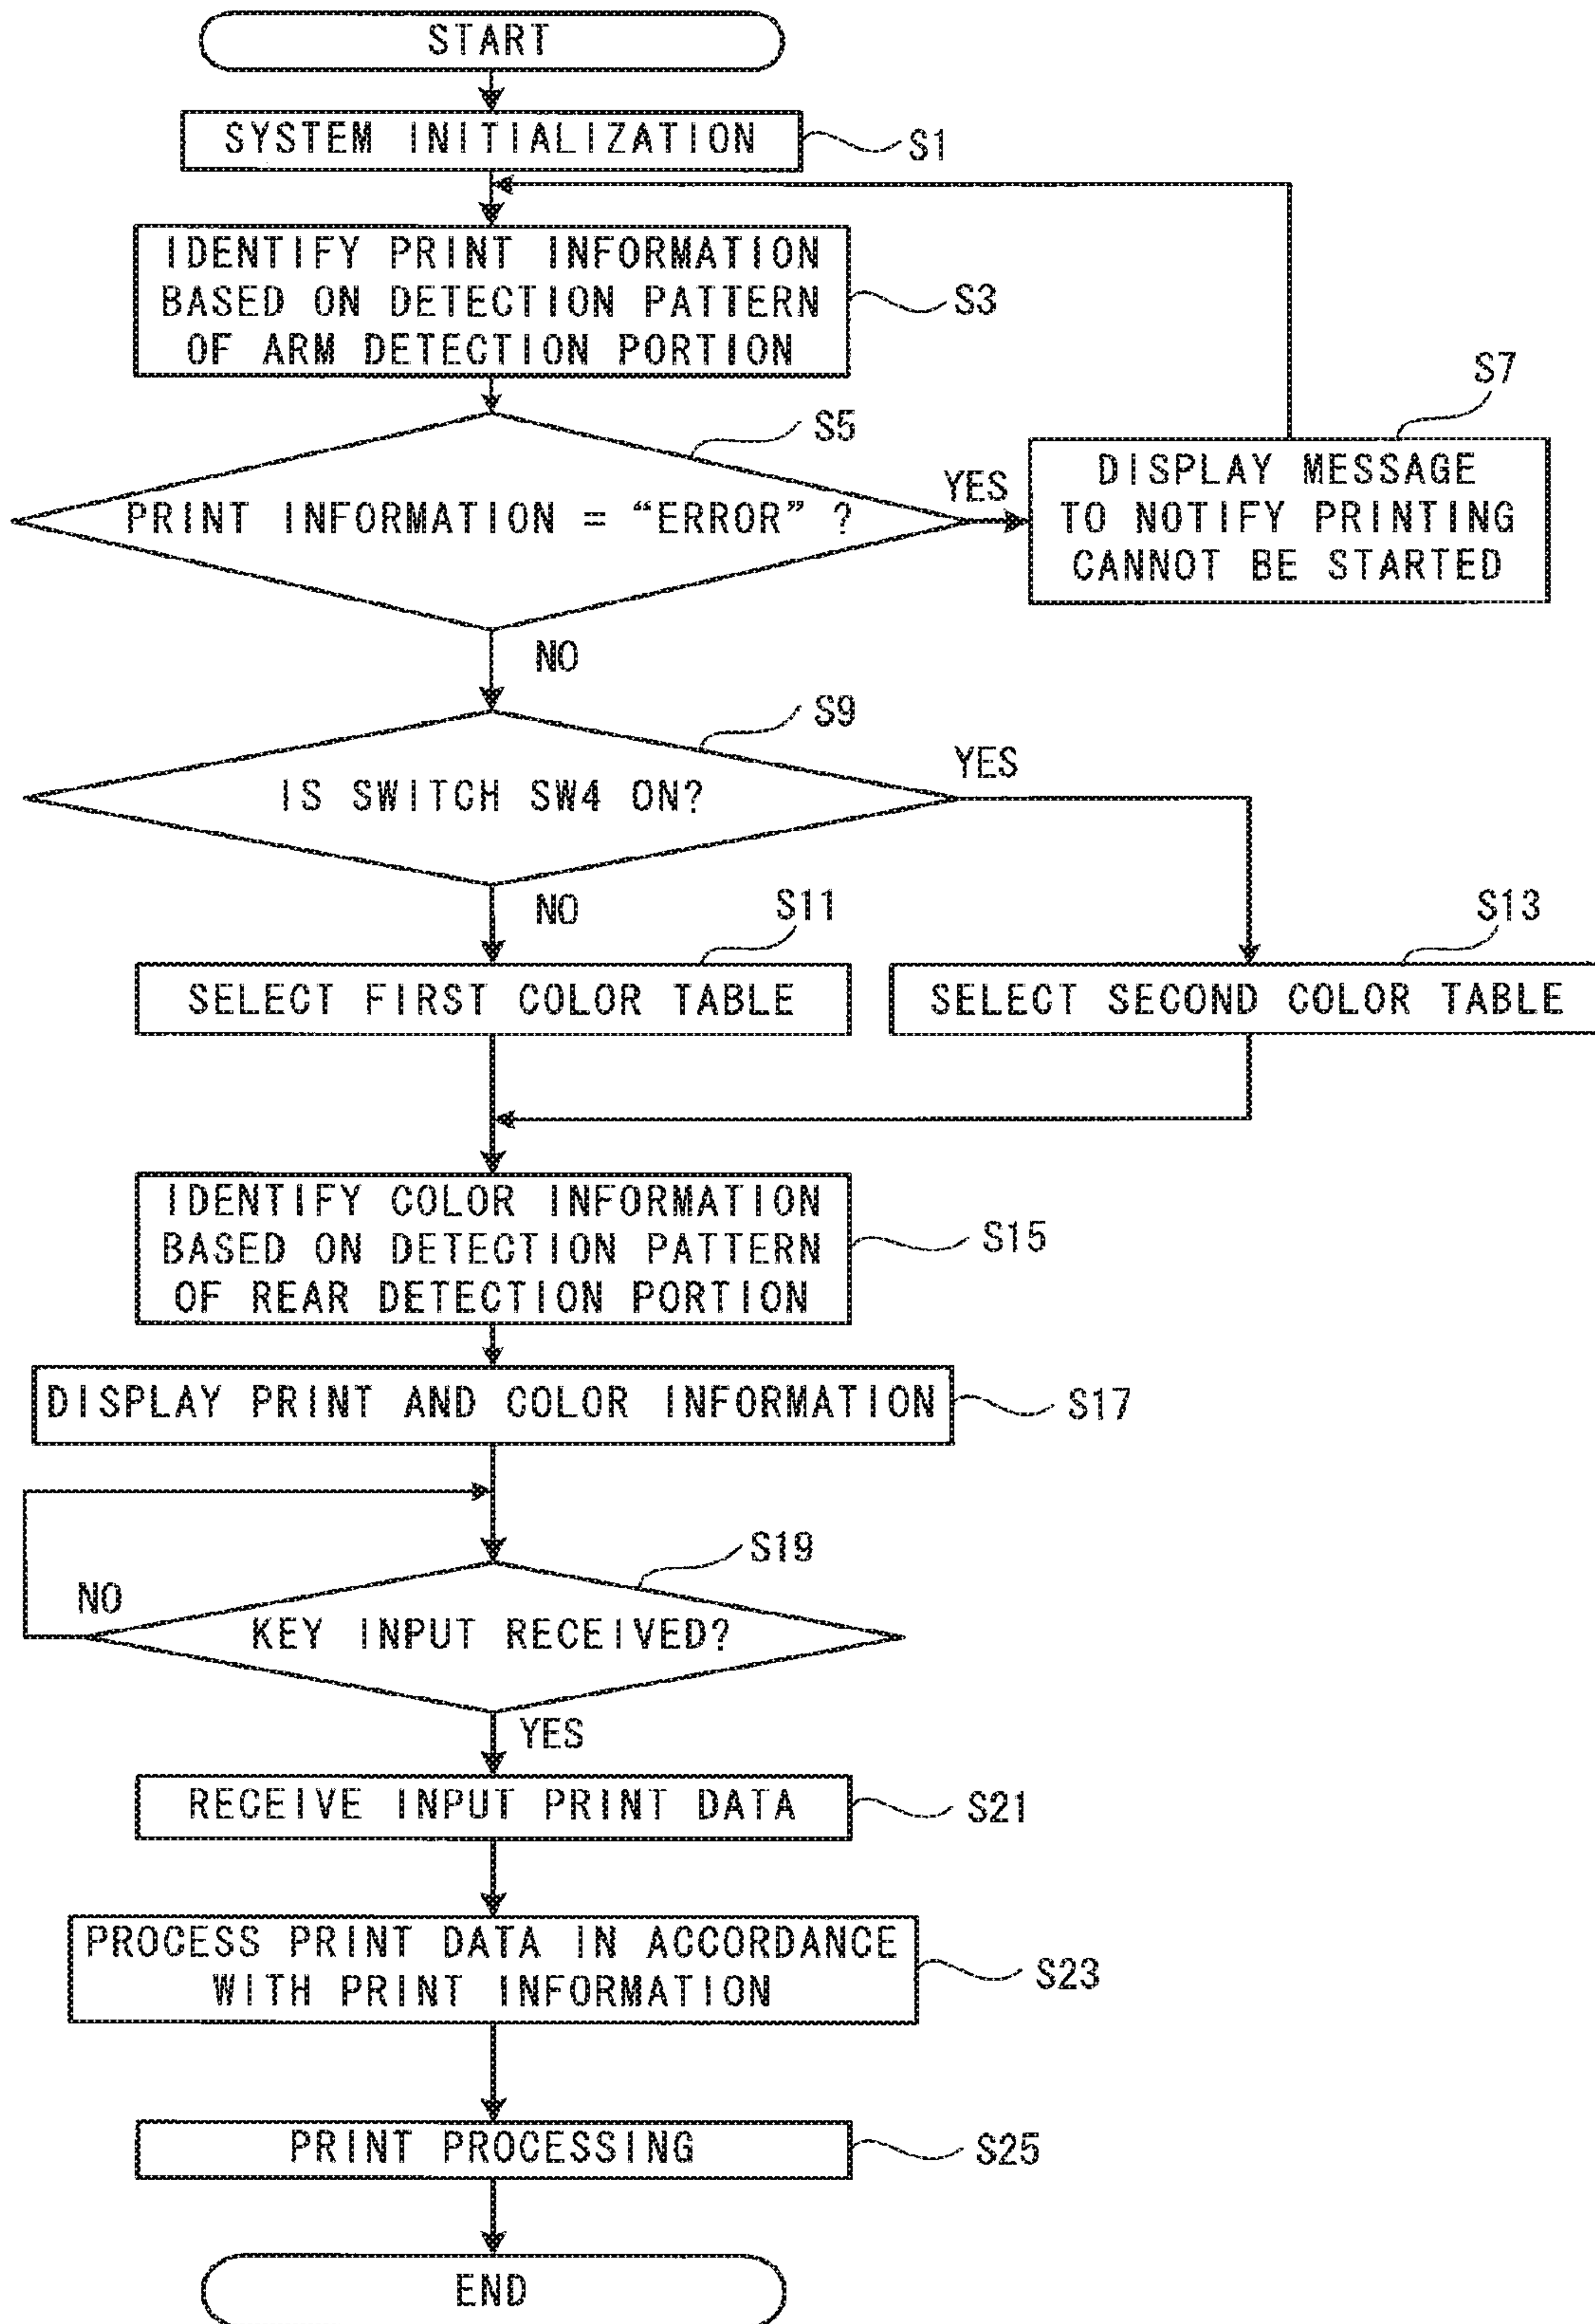 START
SYSTEM INITIALIZATION
S1
IDENTIFY PRINT INFORMATION
BASED ON DETECTION PATTERN
OF ARM DETECTION PORTION
S3
S5
PRINT INFORMATION = “ERROR” ?
YES
S7
DISPLAY MESSAGE
TO NOTIFY PRINTING
CANNOT BE STARTED
NO
S9
IS SWITCH SW4 ON?
YES
NO
S11
SELECT FIRST COLOR TABLE
S13
SELECT SECOND COLOR TABLE
IDENTIFY COLOR INFORMATION
BASED ON DETECTION PATTERN
OF REAR DETECTION PORTION
S15
DISPLAY PRINT AND COLOR INFORMATION
S17
S19
NO
KEY INPUT RECEIVED?
YES
RECEIVE INPUT PRINT DATA
S21
PROCESS PRINT DATA IN ACCORDANCE
WITH PRINT INFORMATION
S23
PRINT PROCESSING
S25
END